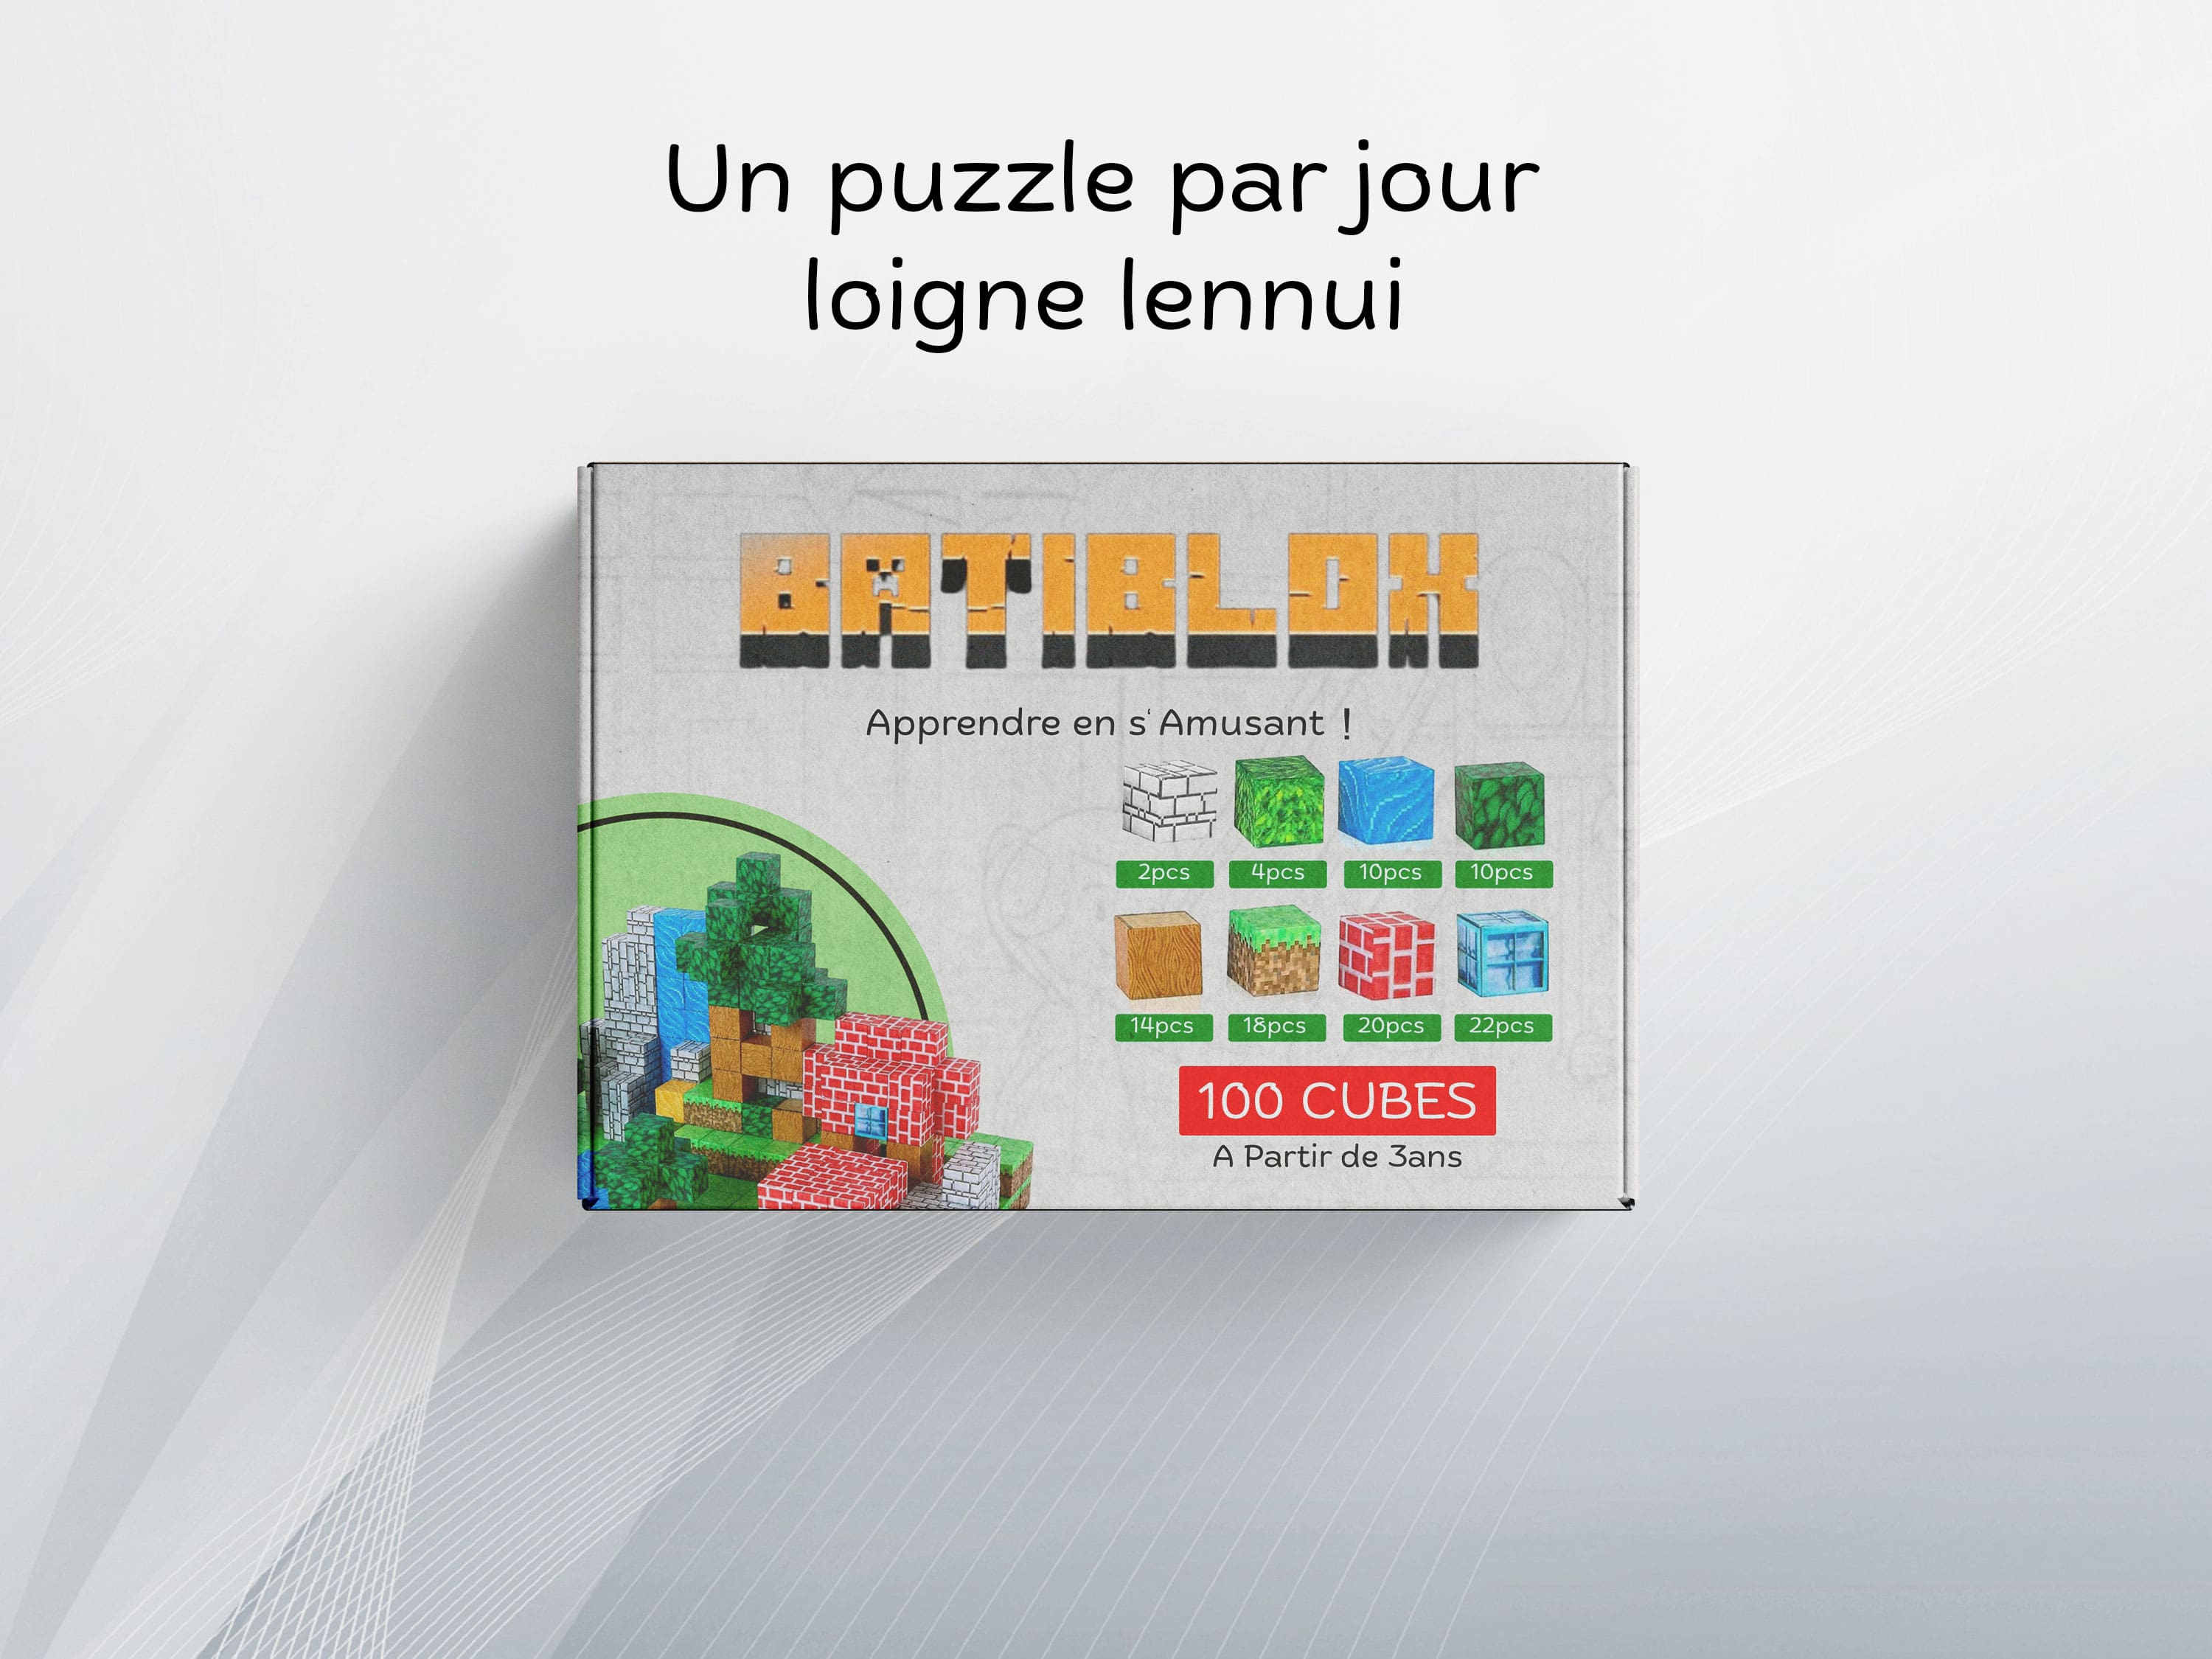 Un puzzle par jour
loigne lennui
BATIBLOX
Apprendre en s'Amusant !
2pcs 4pcs 10pcs 10pcs
14pcs 18pcs 20pcs 22pcs
100 CUBES
A Partir de 3ans